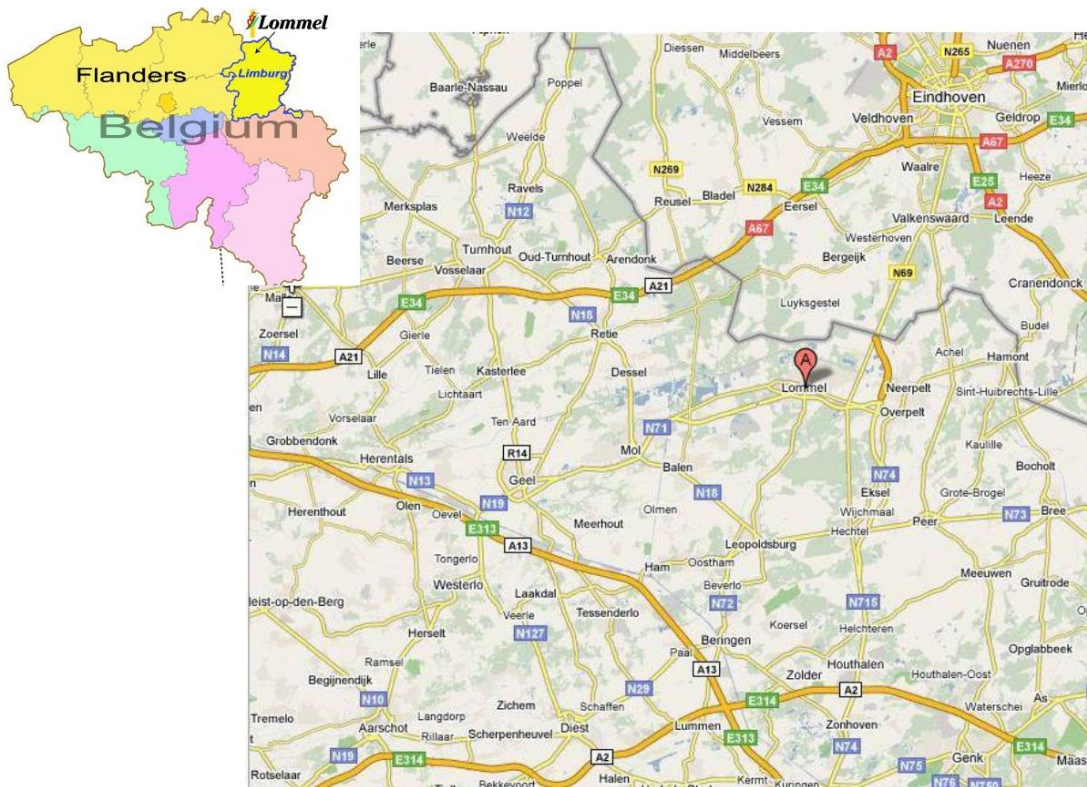 Lommel
Flanders
Limburg
Belgium
Diessen
Middelbeers
A2
N265
Nuenen
A270
Baarle-Nassau
Poppel
Eindhoven
Mierlo
Vessem
Veldhoven
Geldrop
E34
Weelde
A67
Waalre
N269
Bladel
N284
E34
E25
Heeze
Ravels
Reusel
Eersel
A2
Merksplas
N12
Valkenswaard
Leende
A67
Westerhoven
Turnhout
Oud-Turnhout
Arendonk
Beerse
Vosselaar
Bergeijk
N69
Cranendonck
A21
E34
E34
Luyksgestel
N18
Zoersel
Gierle
Retie
Budel
N14
A21
Achel
Hamont
A
Lille
Tielen
Kasterlee
Dessel
Lommel
Neerpelt
Sint-Huibrechts-Lille
Lichtaart
Vorselaar
Overpelt
Ten Aard
N71
Grobbendonk
Kaulille
Herentals
R14
Mol
Balen
Bocholt
N13
Geel
N74
N18
Eksel
Grote-Brogel
N19
Olen
Oevel
Olmen
Wijchmaal
Herenthout
Meerhout
Peer
N73
Bree
E313
Hechtel
A13
Leopoldsburg
Tongerlo
Ham
Oostham
Meeuwen
Westerlo
Beverlo
Gruitrode
Laakdal
Tessenderlo
N72
N715
Veerle
Koersel
Helchteren
Herselt
N127
Beringen
Opglabbeek
Paal
Ramsel
A13
Zolder
Houthalen
Begijnendijk
Houthalen-Oost
N29
A2
As
N10
Zichem
Schaffen
E314
Waterschei
Tremelo
Langdorp
Aarschot
Rillaar
Scherpenheuvel
Diest
Lummen
Zonhoven
E313
N74
E314
N19
E314
A2
Genk
Rotselaar
N75
Bekkevoort
Halen
Kermt
Kuringen
N76
N750